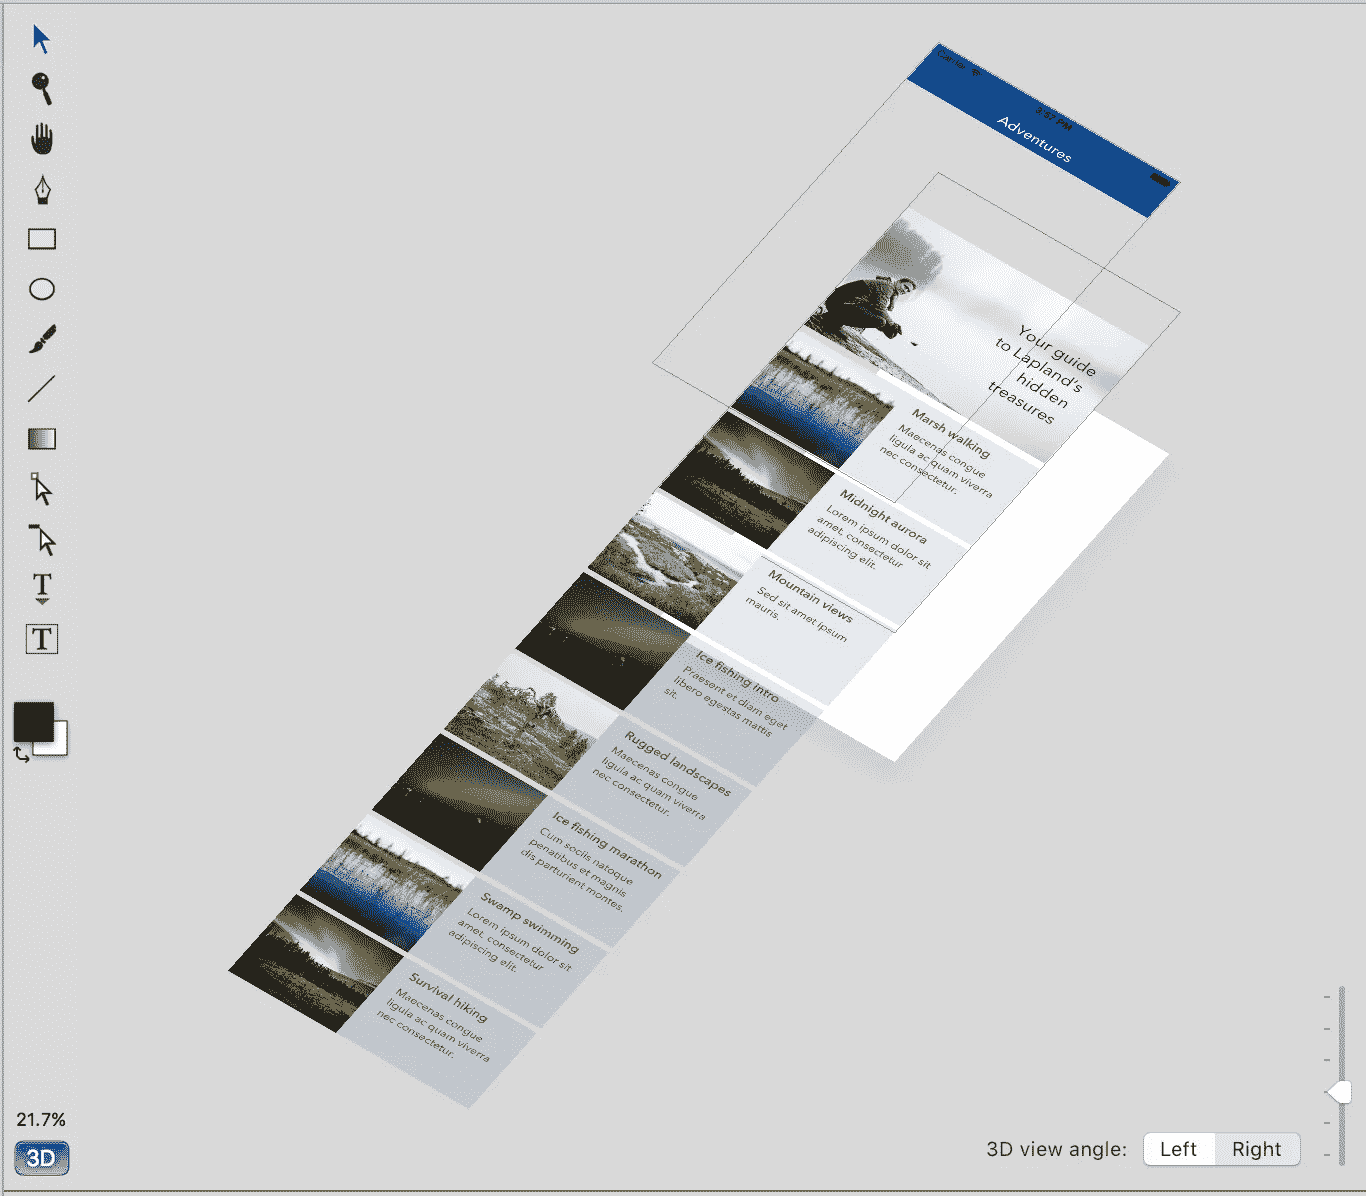 Carrier
3:57 PM
Adventures
Your guide
to Lapland's
hidden
treasures
Marsh walking
Maecenas congue
ligula ac quam viverra
nec consectetur.
Midnight aurora
Lorem ipsum dolor sit
amet, consectetur
adipiscing elit.
Mountain views
Sed sit amet ipsum
mauris.
Ice fishing intro
Praesent et diam eget
libero egestas mattis
sit.
Rugged landscapes
Maecenas congue
ligula ac quam viverra
nec consectetur.
Ice fishing marathon
Cum sociis natoque
penatibus et magnis
dis parturient montes.
Swamp swimming
Lorem ipsum dolor sit
amet, consectetur
adipiscing elit.
Survival hiking
Maecenas congue
ligula ac quam viverra
nec consectetur.
T
T
21.7%
3D
3D view angle: Left Right